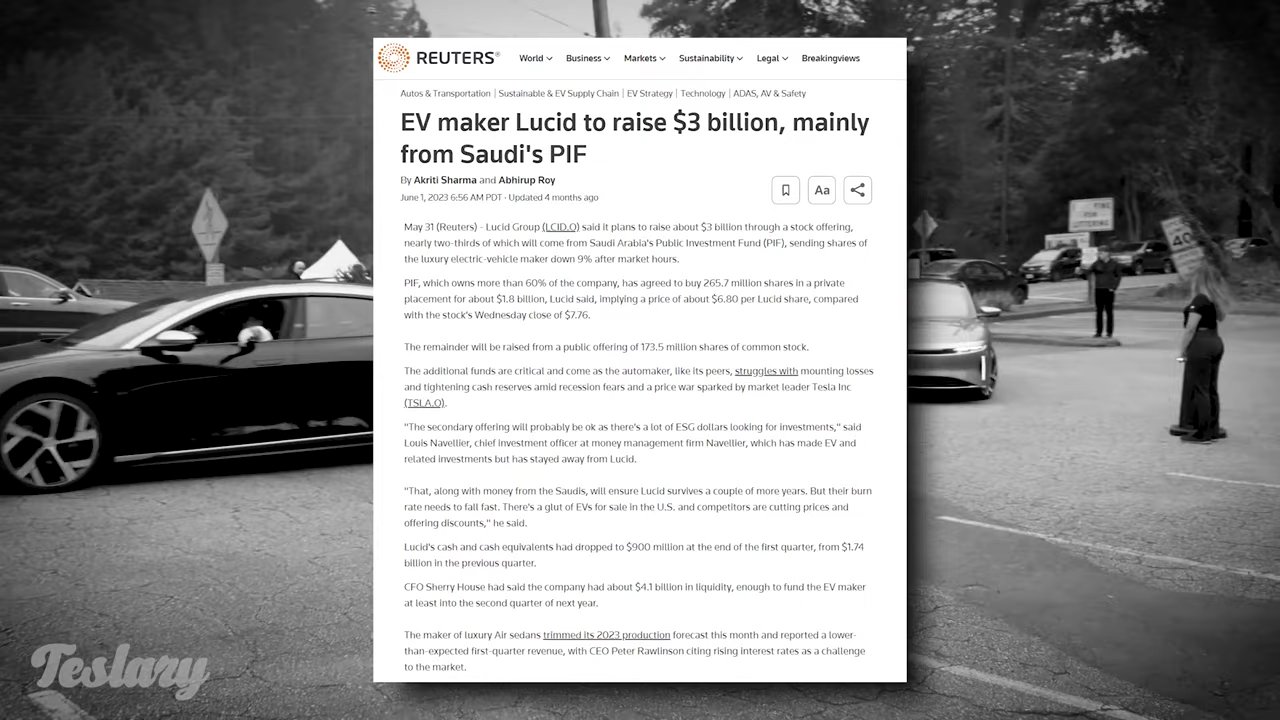 REUTERS®
World Business Markets Sustainability Legal Breakingviews
Autos & Transportation | Sustainable & EV Supply Chain | EV Strategy | Technology | ADAS, AV & Safety
EV maker Lucid to raise $3 billion, mainly
from Saudi's PIF
By Akriti Sharma and Abhirup Roy
June 1, 2023 6:56 AM PDT · Updated 4 months ago
Aa
May 31 (Reuters) - Lucid Group (LCID.O) said it plans to raise about $3 billion through a stock offering,
nearly two-thirds of which will come from Saudi Arabia's Public Investment Fund (PIF), sending shares of
the luxury electric-vehicle maker down 9% after market hours.
PIF, which owns more than 60% of the company, has agreed to buy 265.7 million shares in a private
placement for about $1.8 billion, Lucid said, implying a price of about $6.80 per Lucid share, compared
with the stock's Wednesday close of $7.76.
The remainder will be raised from a public offering of 173.5 million shares of common stock.
The additional funds are critical and come as the automaker, like its peers, struggles with mounting losses
and tightening cash reserves amid recession fears and a price war sparked by market leader Tesla Inc
(TSLA.O).
"The secondary offering will probably be ok as there's a lot of ESG dollars looking for investments," said
Louis Navellier, chief investment officer at money management firm Navellier, which has made EV and
related investments but has stayed away from Lucid.
"That, along with money from the Saudis, will ensure Lucid survives a couple of more years. But their burn
rate needs to fall fast. There's a glut of EVs for sale in the U.S. and competitors are cutting prices and
offering discounts," he said.
Lucid's cash and cash equivalents had dropped to $900 million at the end of the first quarter, from $1.74
billion in the previous quarter.
CFO Sherry House had said the company had about $4.1 billion in liquidity, enough to fund the EV maker
at least into the second quarter of next year.
The maker of luxury Air sedans trimmed its 2023 production forecast this month and reported a lower-
than-expected first-quarter revenue, with CEO Peter Rawlinson citing rising interest rates as a challenge
to the market.
40
Teslary